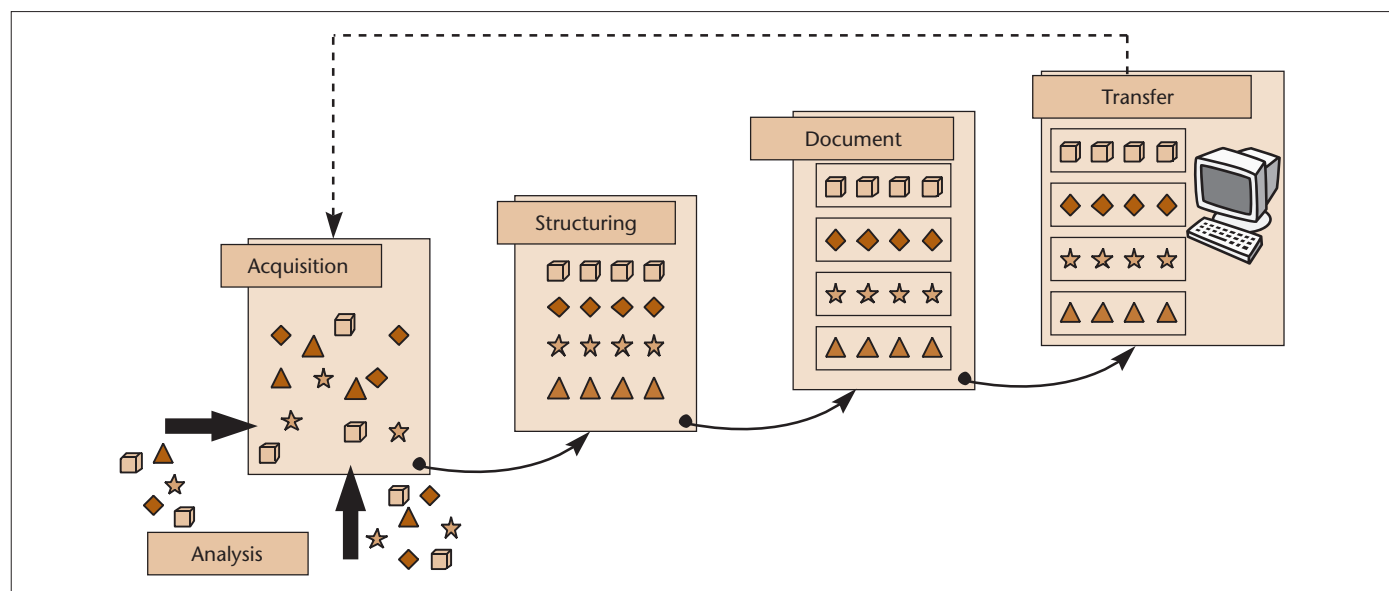 Transfer
Document
Structuring
Acquisition
Analysis